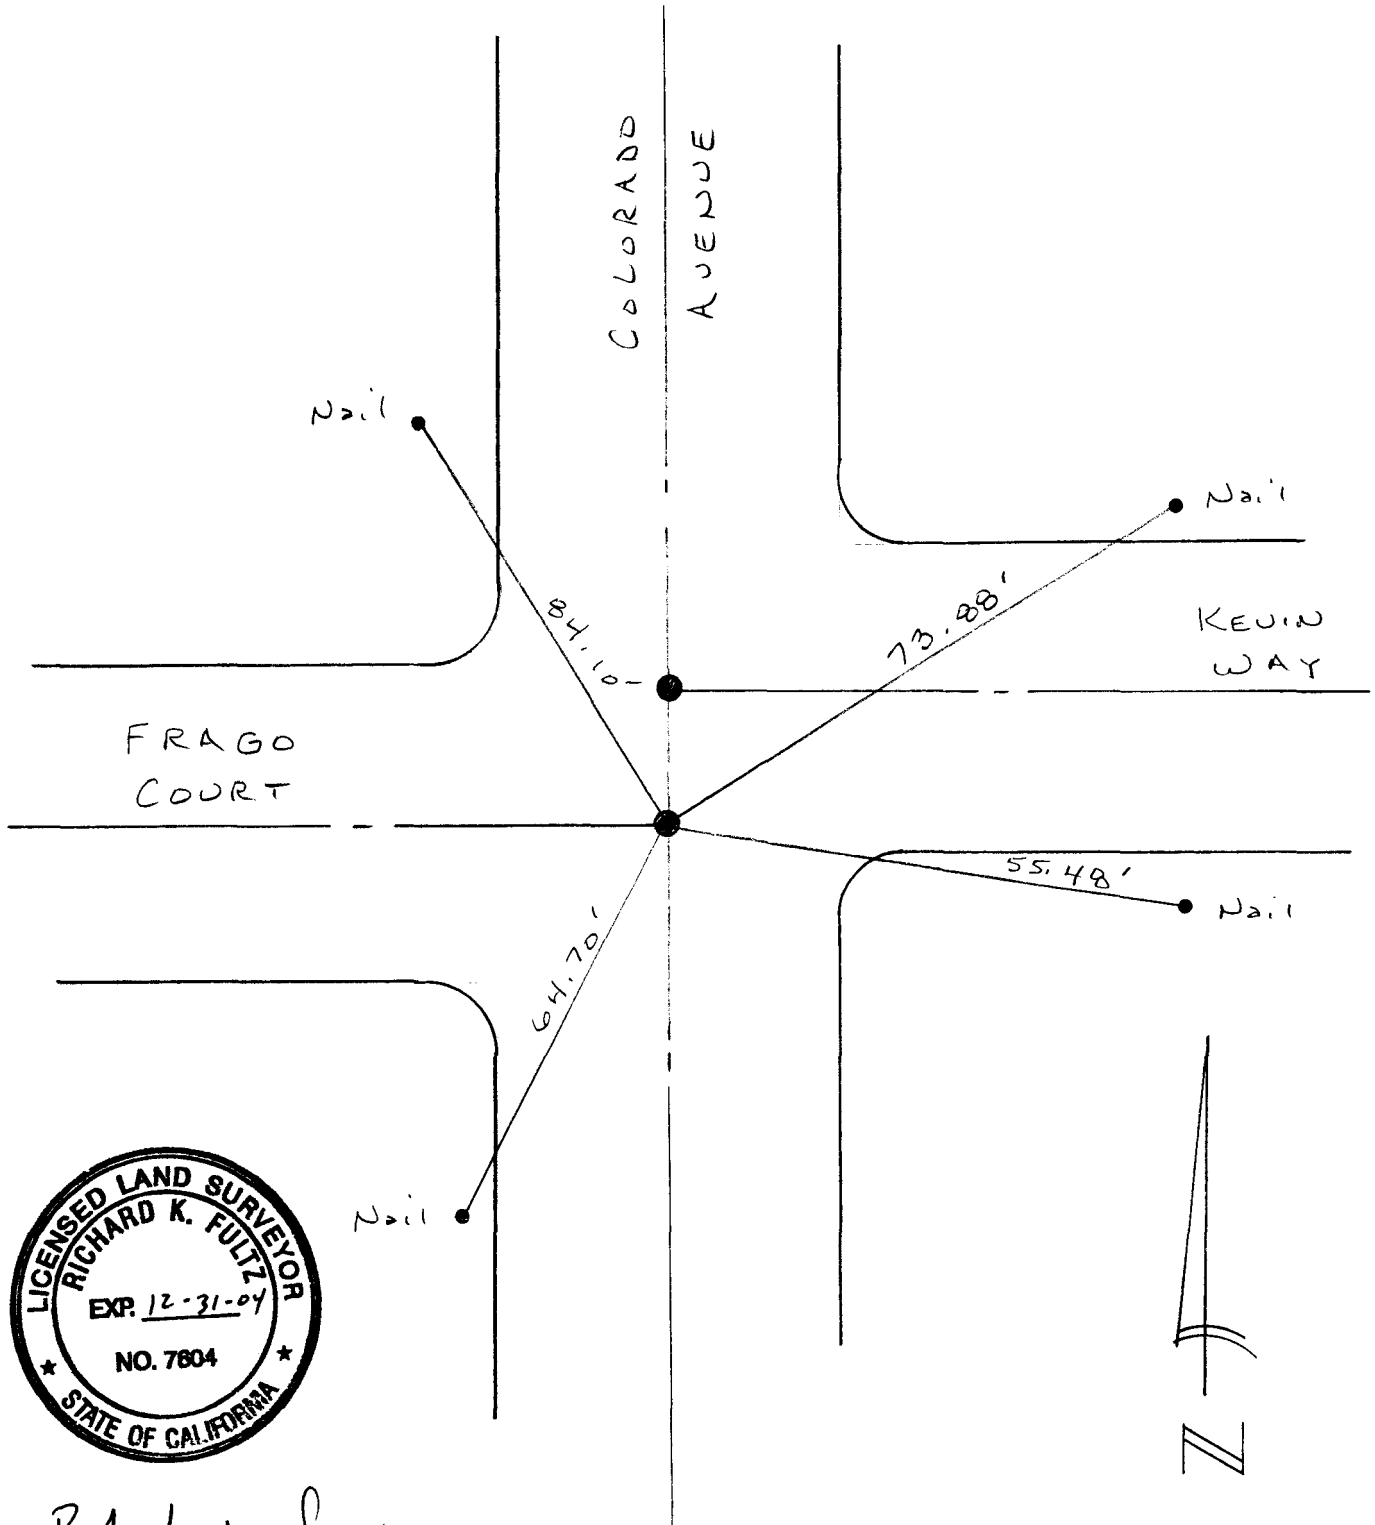 COLORADO
AVENUE
Nail
Nail
84.10-
73.88'
KEVIN
WAY
FRAGO
COURT
55.48'
Nail
64.70'
Nail
LICENSED LAND SURVEYOR
RICHARD K. FULTZ
EXP. 12-31-04
NO. 7604
STATE OF CALIFORNIA
N